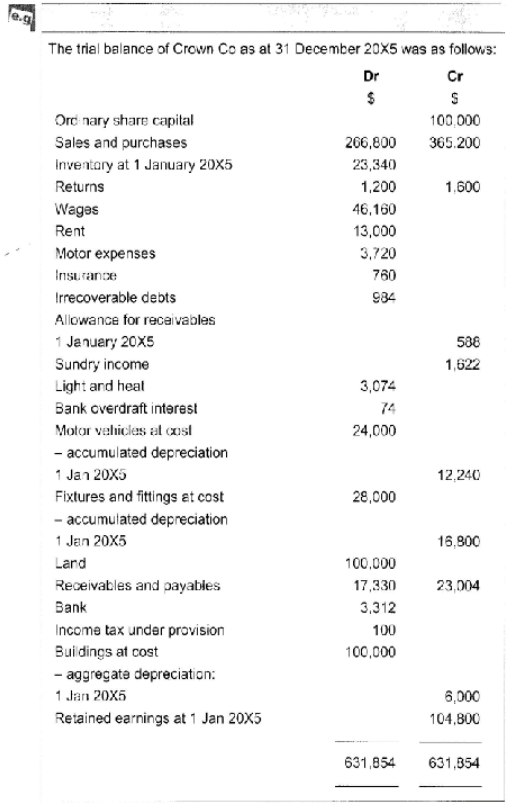 e.g
The trial balance of Crown Co as at 31 December 20X5 was as follows:
Dr Cr
$ $
Ordinary share capital 100,000
Sales and purchases 266,800 365,200
Inventory at 1 January 20X5 23,340
Returns 1,200 1,600
Wages 46,160
Rent 13,000
Motor expenses 3,720
Insurance 760
Irrecoverable debts 984
Allowance for receivables
1 January 20X5 588
Sundry income 1,622
Light and heat 3,074
Bank overdraft interest 74
Motor vehicles at cost 24,000
– accumulated depreciation
1 Jan 20X5 12,240
Fixtures and fittings at cost 28,000
– accumulated depreciation
1 Jan 20X5 16,800
Land 100,000
Receivables and payables 17,330 23,004
Bank 3,312
Income tax under provision 100
Buildings at cost 100,000
– aggregate depreciation:
1 Jan 20X5 6,000
Retained earnings at 1 Jan 20X5 104,800
631,854 631,854